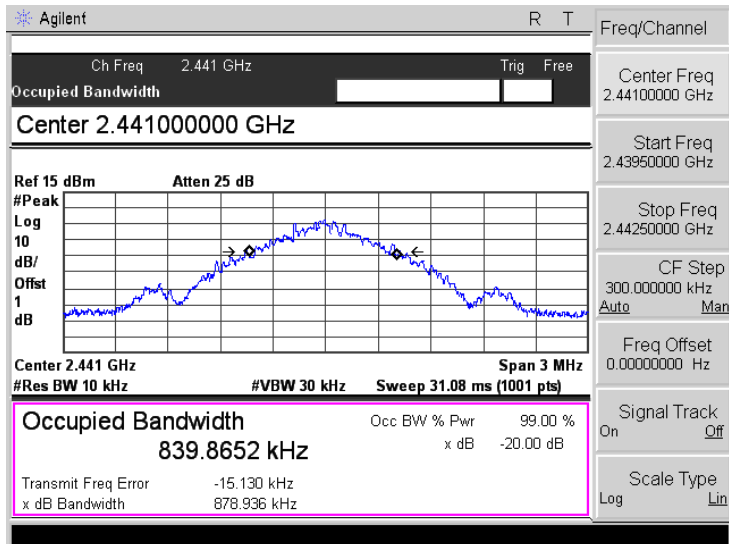 Agilent
R T
Ch Freq 2.441 GHz Trig Free
Occupied Bandwidth
Center 2.441000000 GHz
Ref 15 dBm Atten 25 dB
#Peak
Log
10
dB/
Offst
1
dB
Center 2.441 GHz Span 3 MHz
#Res BW 10 kHz #VBW 30 kHz Sweep 31.08 ms (1001 pts)
Occupied Bandwidth Occ BW % Pwr 99.00 %
839.8652 kHz x dB -20.00 dB
Transmit Freq Error -15.130 kHz
x dB Bandwidth 878.936 kHz
Freq/Channel
Center Freq
2.44100000 GHz
Start Freq
2.43950000 GHz
Stop Freq
2.44250000 GHz
CF Step
300.000000 kHz
Auto Man
Freq Offset
0.00000000 Hz
Signal Track
On Off
Scale Type
Log Lin